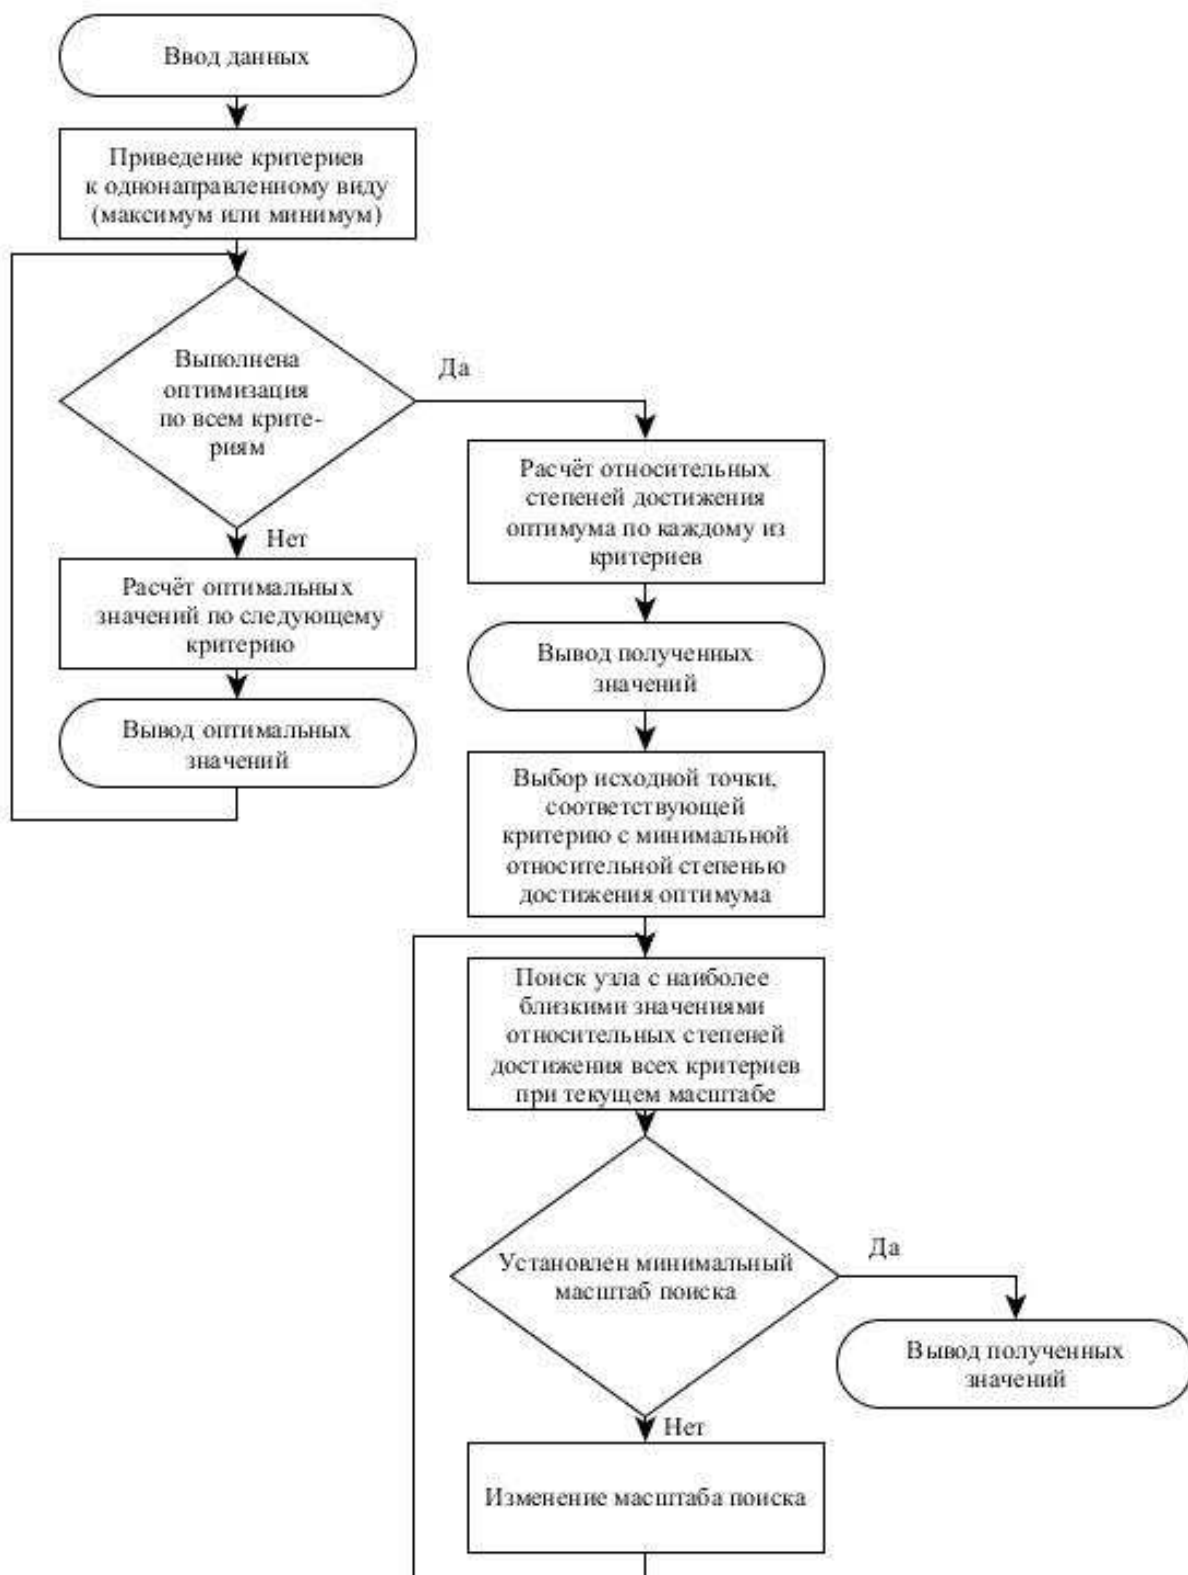 Ввод данных
Приведение критериев
к однонаправленному виду
(максимум или минимум)
Выполнена
оптимизация
по всем крите-
риям
Да
Нет
Расчёт оптимальных
значений по следующему
критерию
Вывод оптимальных
значений
Расчёт относительных
степеней достижения
оптимума по каждому из
критериев
Вывод полученных
значений
Выбор исходной точки,
соответствующей
критерию с минимальной
относительной степенью
достижения оптимума
Поиск узла с наиболее
близкими значениями
относительных степеней
достижения всех критериев
при текущем масштабе
Установлен минимальный
масштаб поиска
Да
Вывод полученных
значений
Нет
Изменение масштаба поиска